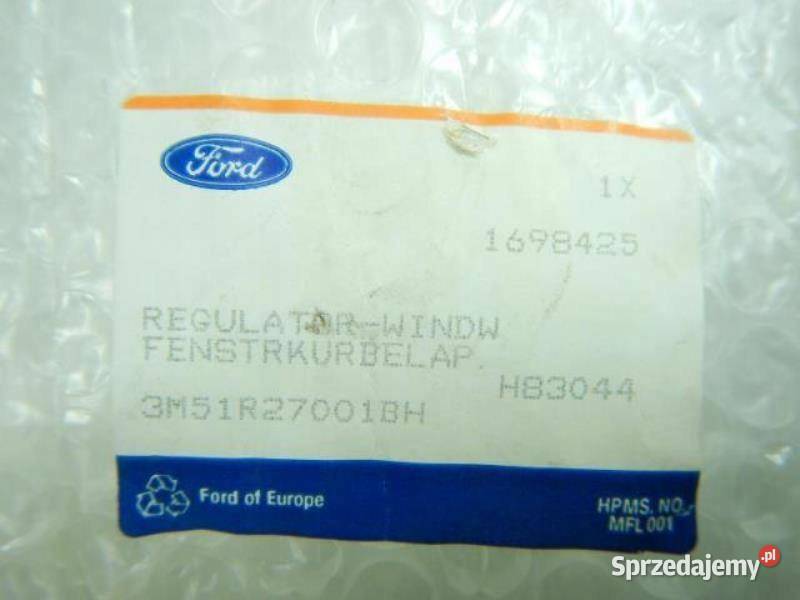 Ford
1X
1698425
REGULATOR-WINDW
FENSTRKURBELAP.
H83044
3M51R27001BH
Ford of Europe
HPMS. NO.
MFL 001
Sprzedajemy.pl